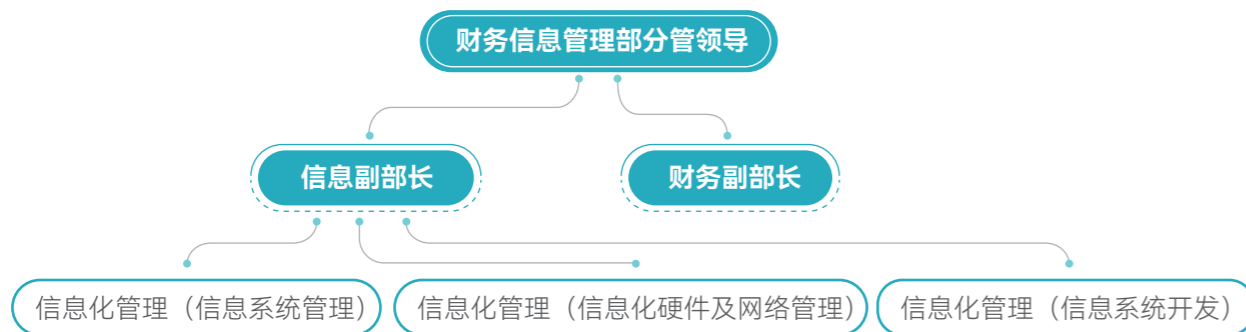 财务信息管理部分管领导
信息副部长
财务副部长
信息化管理（信息系统管理）
信息化管理（信息化硬件及网络管理）
信息化管理（信息系统开发）